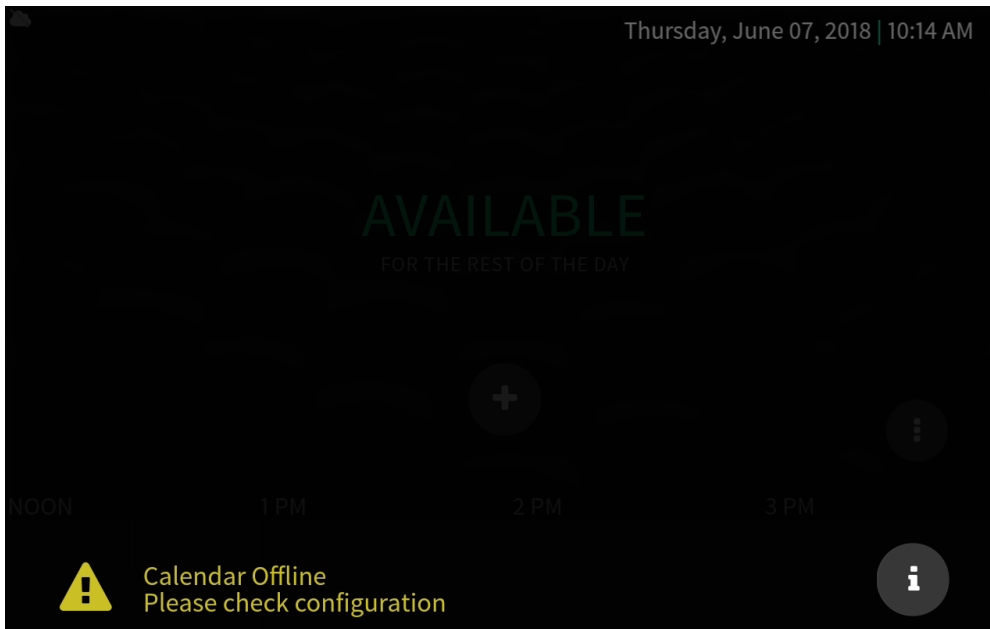 Thursday, June 07, 2018 | 10:14 AM
AVAILABLE
FOR THE REST OF THE DAY
NOON 1 PM 2 PM 3 PM
Calendar Offline
Please check configuration